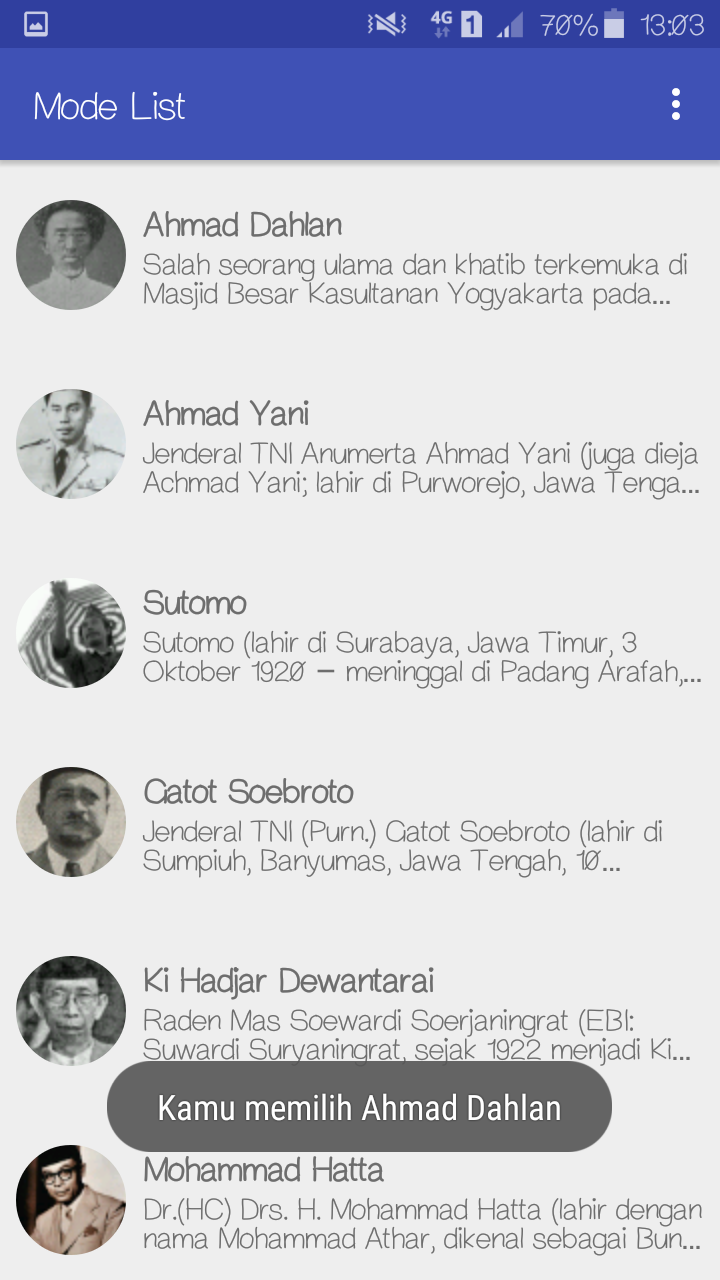 4G 1 70% 13:03
Mode List
Ahmad Dahlan
Salah seorang ulama dan khatib terkemuka di
Masjid Besar Kasultanan Yogyakarta pada...
Ahmad Yani
Jenderal TNI Anumerta Ahmad Yani (juga dieja
Achmad Yani; lahir di Purworejo, Jawa Tenga...
Sutomo
Sutomo (lahir di Surabaya, Jawa Timur, 3
Oktober 1920 – meninggal di Padang Arafah,...
Gatot Soebroto
Jenderal TNI (Purn.) Gatot Soebroto (lahir di
Sumpiuh, Banyumas, Jawa Tengah, 10...
Ki Hadjar Dewantarai
Raden Mas Soewardi Soerjaningrat (EBI:
Suwardi Suryaningrat, sejak 1922 menjadi Ki...
Kamu memilih Ahmad Dahlan
Mohammad Hatta
Dr.(HC) Drs. H. Mohammad Hatta (lahir dengan
nama Mohammad Athar, dikenal sebagai Bun...